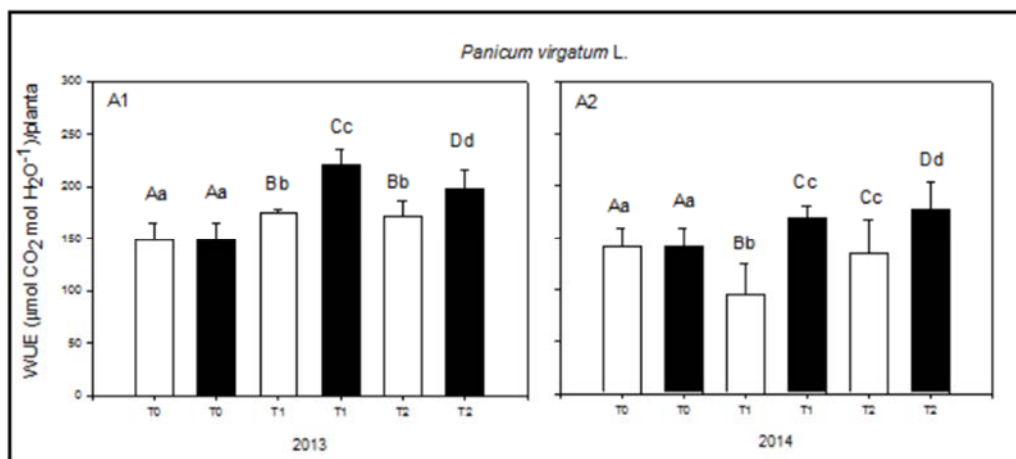 Panicum virgatum L.
WUE (µmol CO2 mol H2O-1)/planta
300
250
200
150
100
50
0
A1
Aa
Aa
Bb
Cc
Bb
Dd
T0
T0
T1
T1
T2
T2
2013
A2
Aa
Aa
Bb
Cc
Cc
Dd
T0
T0
T1
T1
T2
T2
2014